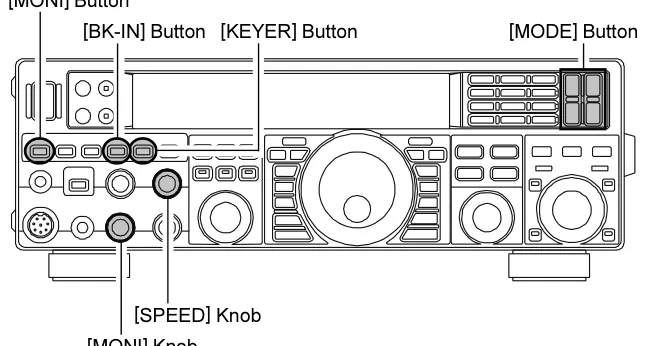 [MONI] Button
[BK-IN] Button [KEYER] Button [MODE] Button
[SPEED] Knob
[MONI] Knob